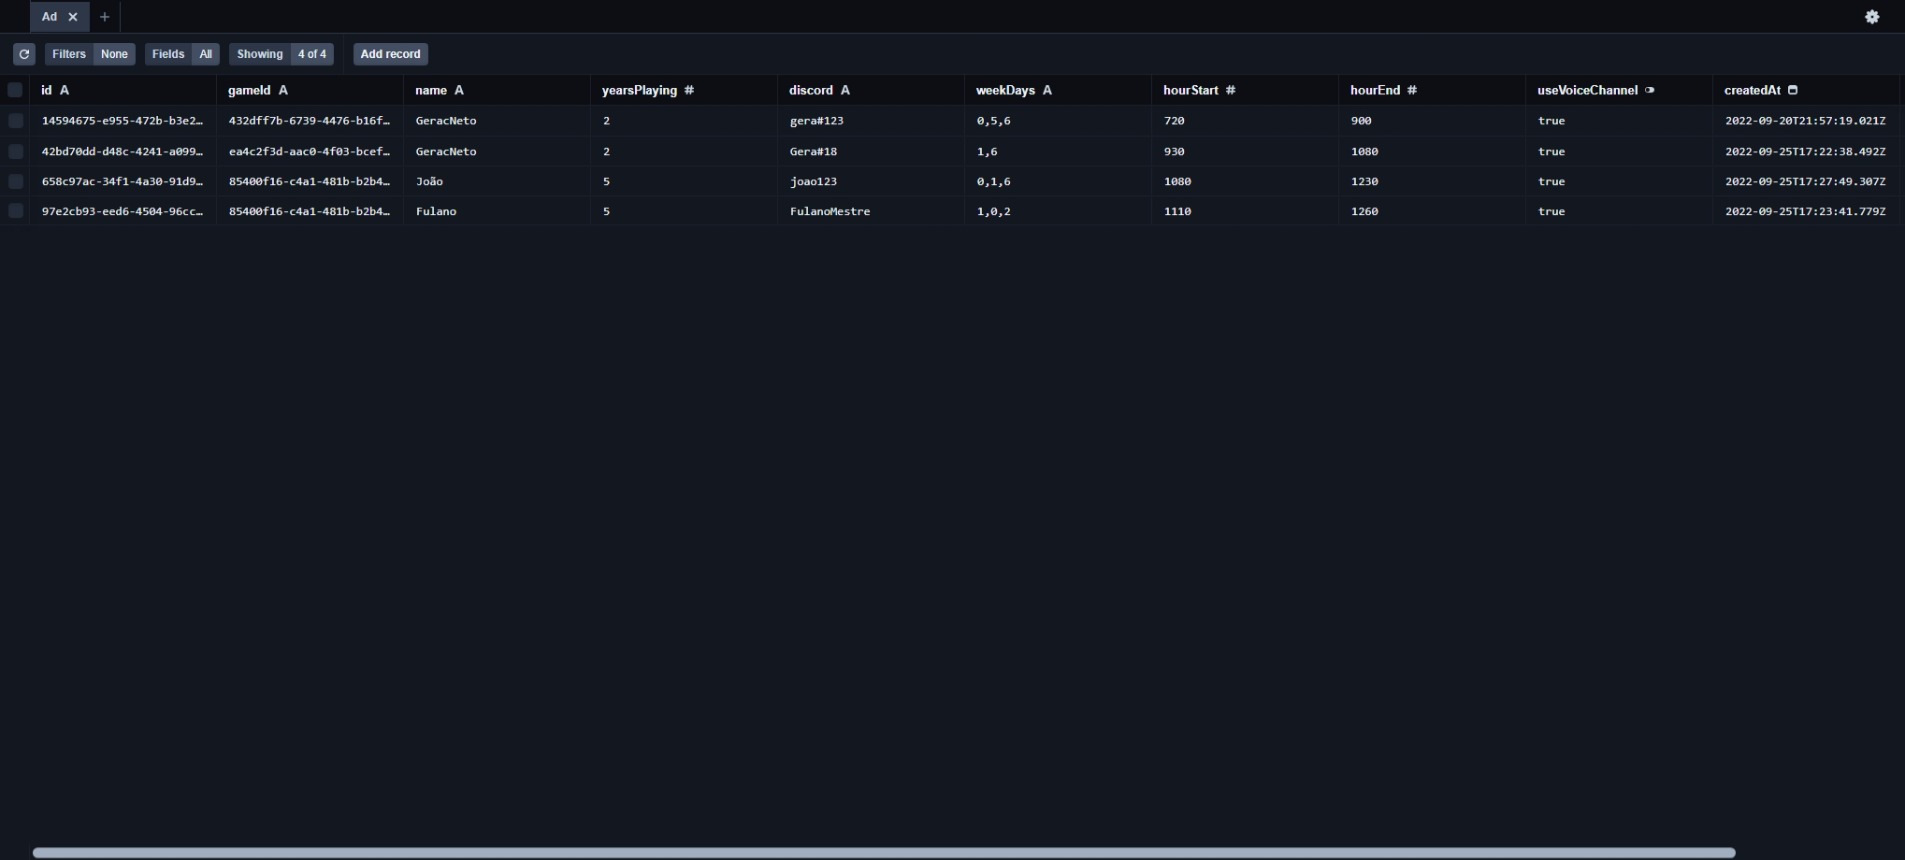 Ad × +
Filters None Fields All Showing 4 of 4 Add record
id A gameId A name A yearsPlaying # discord A weekDays A hourStart # hourEnd # useVoiceChannel createdAt
14594675-e955-472b-b3e2… 432dff7b-6739-4476-b16f… GeracNeto 2 gera#123 0,5,6 720 900 true 2022-09-20T21:57:19.021Z
42bd70dd-d48c-4241-a099… ea4c2f3d-aac0-4f03-bcef… GeracNeto 2 Gera#18 1,6 930 1080 true 2022-09-25T17:22:38.492Z
658c97ac-34f1-4a30-91d9… 85400f16-c4a1-481b-b2b4… João 5 joao123 0,1,6 1080 1230 true 2022-09-25T17:27:49.307Z
97e2cb93-eed6-4504-96cc… 85400f16-c4a1-481b-b2b4… Fulano 5 FulanoMestre 1,0,2 1110 1260 true 2022-09-25T17:23:41.779Z